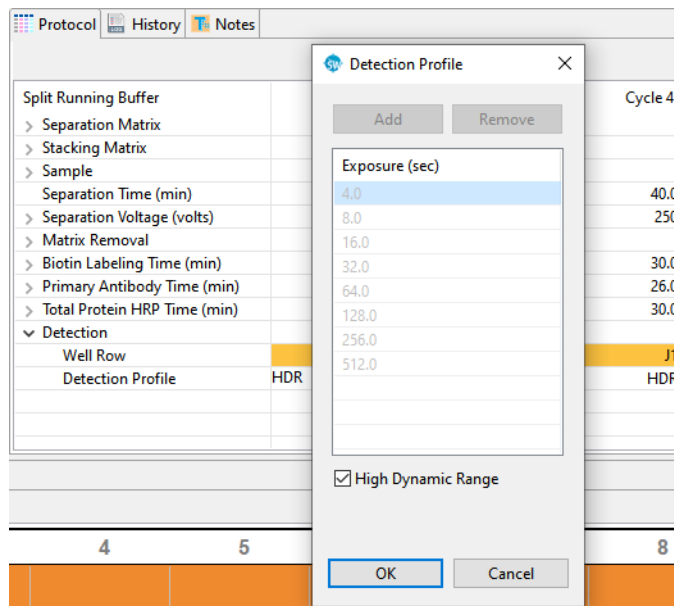 Protocol History Notes
SW Detection Profile
Split Running Buffer Cycle 4
Add Remove
Separation Matrix
Stacking Matrix
Exposure (sec)
Sample
4.0
Separation Time (min) 40.0
8.0
Separation Voltage (volts) 250
16.0
Matrix Removal
32.0
Biotin Labeling Time (min) 30.0
64.0
Primary Antibody Time (min) 26.0
128.0
Total Protein HRP Time (min) 30.0
256.0
Detection
512.0
Well Row J1
Detection Profile HDR HDR
High Dynamic Range
4 5 8
OK Cancel